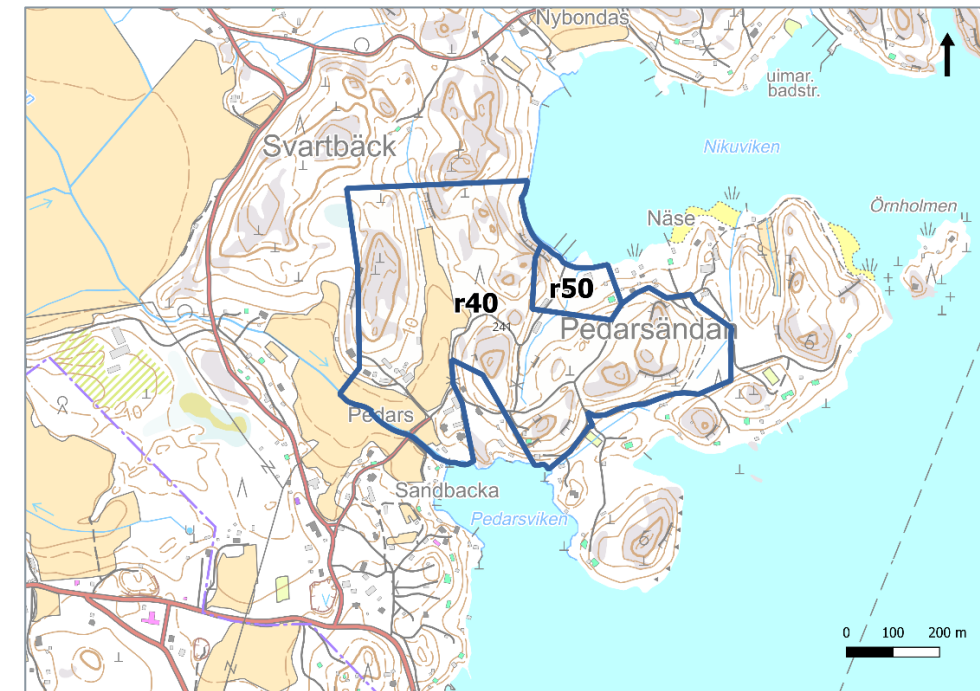 Nybondas
uimar.
badstr.
Svartbäck
Nikuviken
Näse
Örnholmen
r40
r50
241
Pedarsändan
Pedars
Sandbacka
Pedarsviken
0 100 200 m